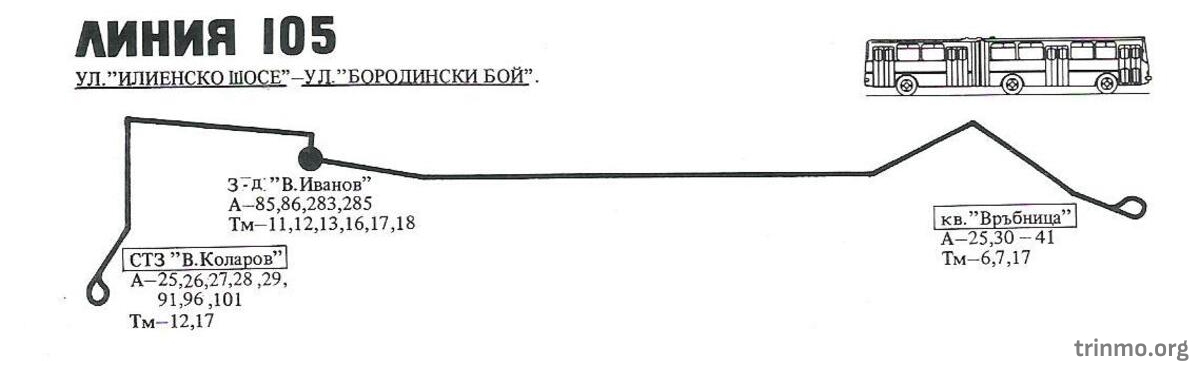 ЛИНИЯ 105
УЛ."ИЛИЕНСКО ШОСЕ"–УЛ."БОРОДИНСКИ БОЙ".
З-д "В.Иванов"
А–85,86,283,285
Тм–11,12,13,16,17,18
СТЗ "В.Коларов"
А–25,26,27,28,29,
91,96,101
Тм–12,17
кв."Връбница"
А–25,30–41
Тм–6,7,17
trinmo.org